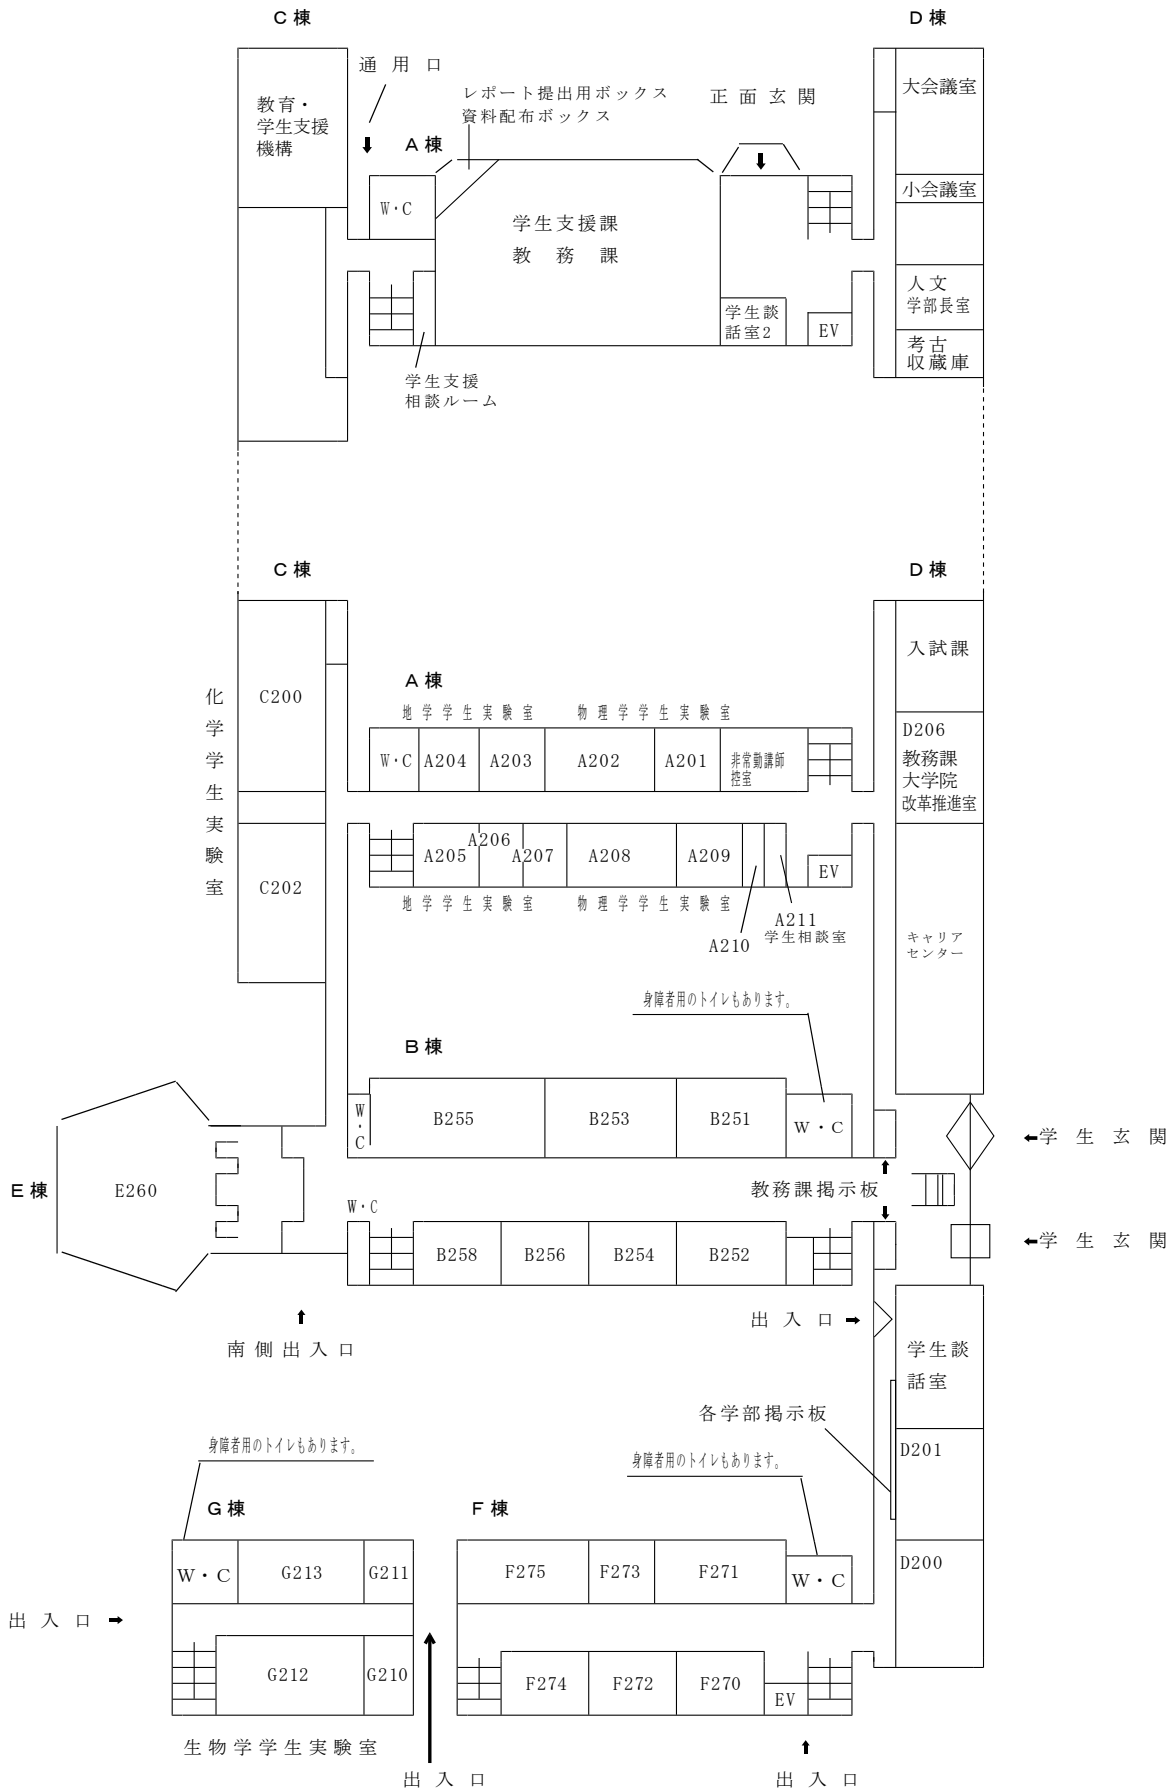 C棟
D棟
通用口
大会議室
レポート提出用ボックス
資料配布ボックス
正面玄関
教育・
学生支援
機構
A棟
小会議室
W・C
学生支援課
教務課
人文
学部長室
学生談
話室2
EV
考古
収蔵庫
学生支援
相談ルーム
C棟
D棟
入試課
A棟
化学学生実験室
C200
地学学生実験室
物理学学生実験室
D206
教務課
大学院
改革推進室
W・C
A204
A203
A202
A201
非常勤講師
控室
A205
A206
A207
A208
A209
EV
C202
地学学生実験室
物理学学生実験室
A210
A211
学生相談室
キャリア
センター
身障者用のトイレもあります。
B棟
W・C
B255
B253
B251
W・C
←学生玄関
E棟
E260
教務課掲示板
W・C
←学生玄関
B258
B256
B254
B252
南側出入口
出入口
学生談
話室
各学部掲示板
D201
身障者用のトイレもあります。
身障者用のトイレもあります。
G棟
F棟
W・C
G213
G211
F275
F273
F271
W・C
D200
出入口
G212
G210
F274
F272
F270
EV
生物学学生実験室
出入口
出入口